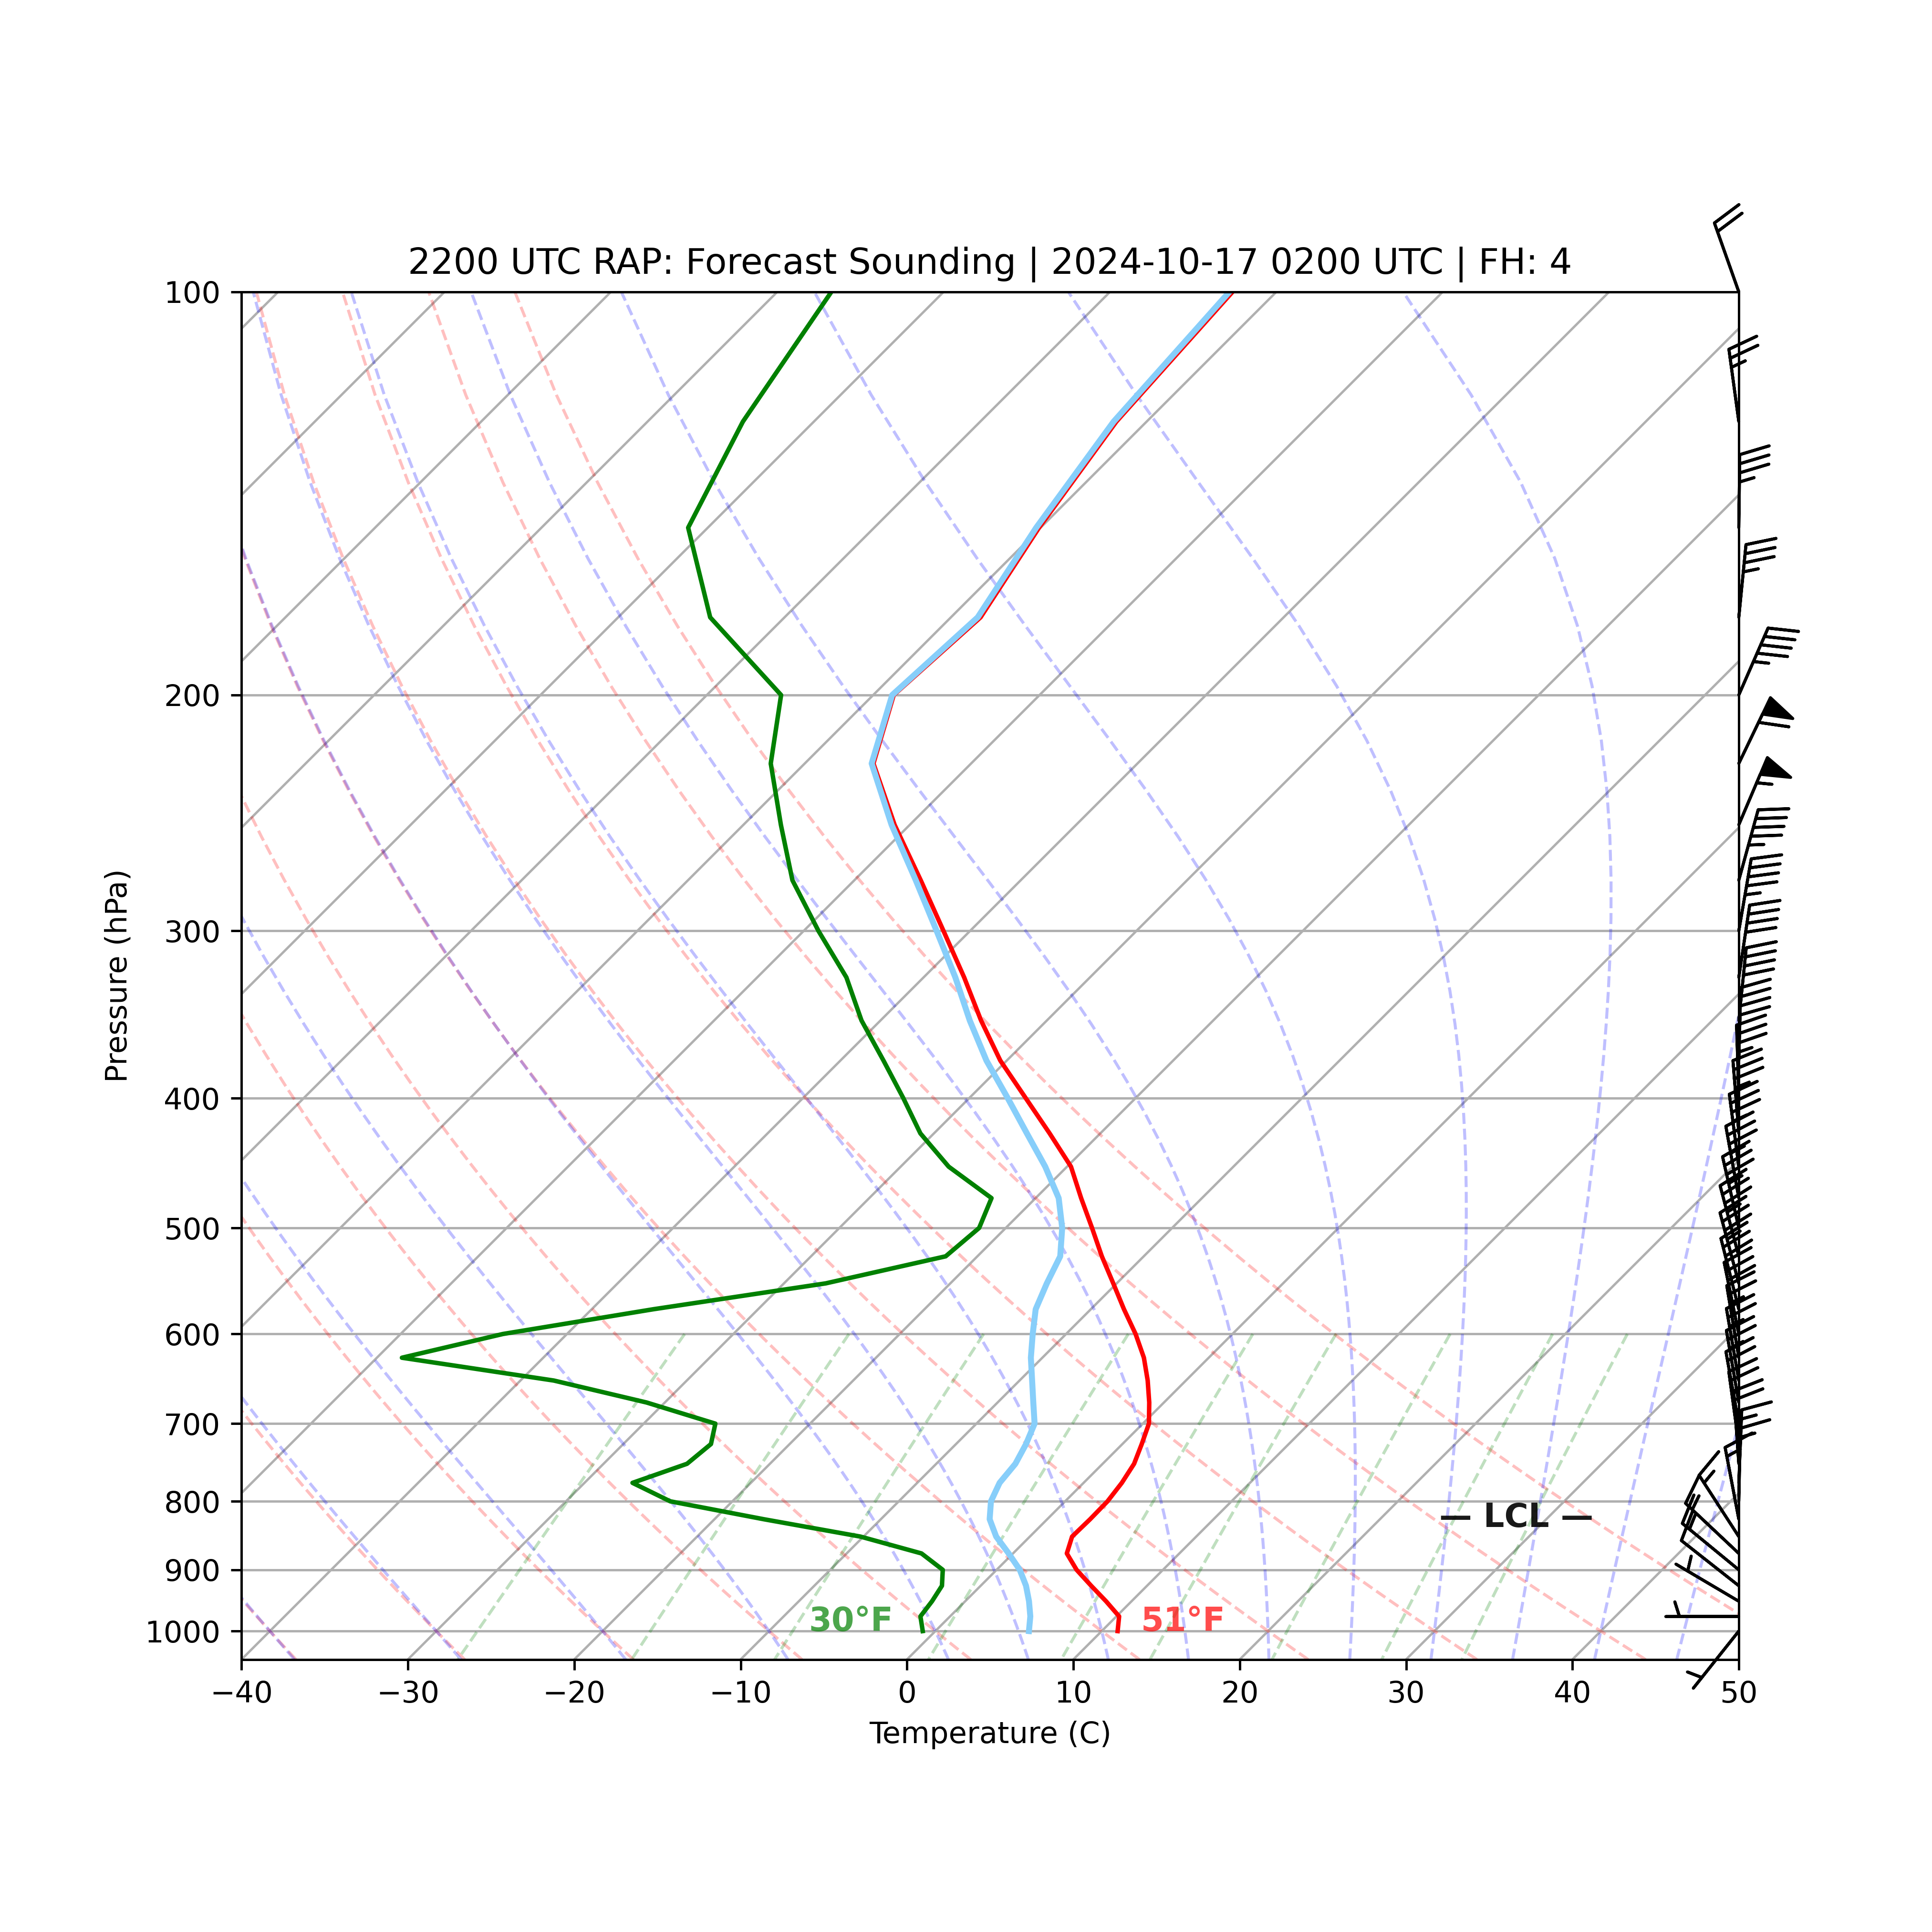 2200 UTC RAP: Forecast Sounding | 2024-10-17 0200 UTC | FH: 4
100
200
300
400
500
600
700
800
900
1000
Pressure (hPa)
— LCL —
30°F
51°F
−40 −30 −20 −10 0 10 20 30 40 50
Temperature (C)